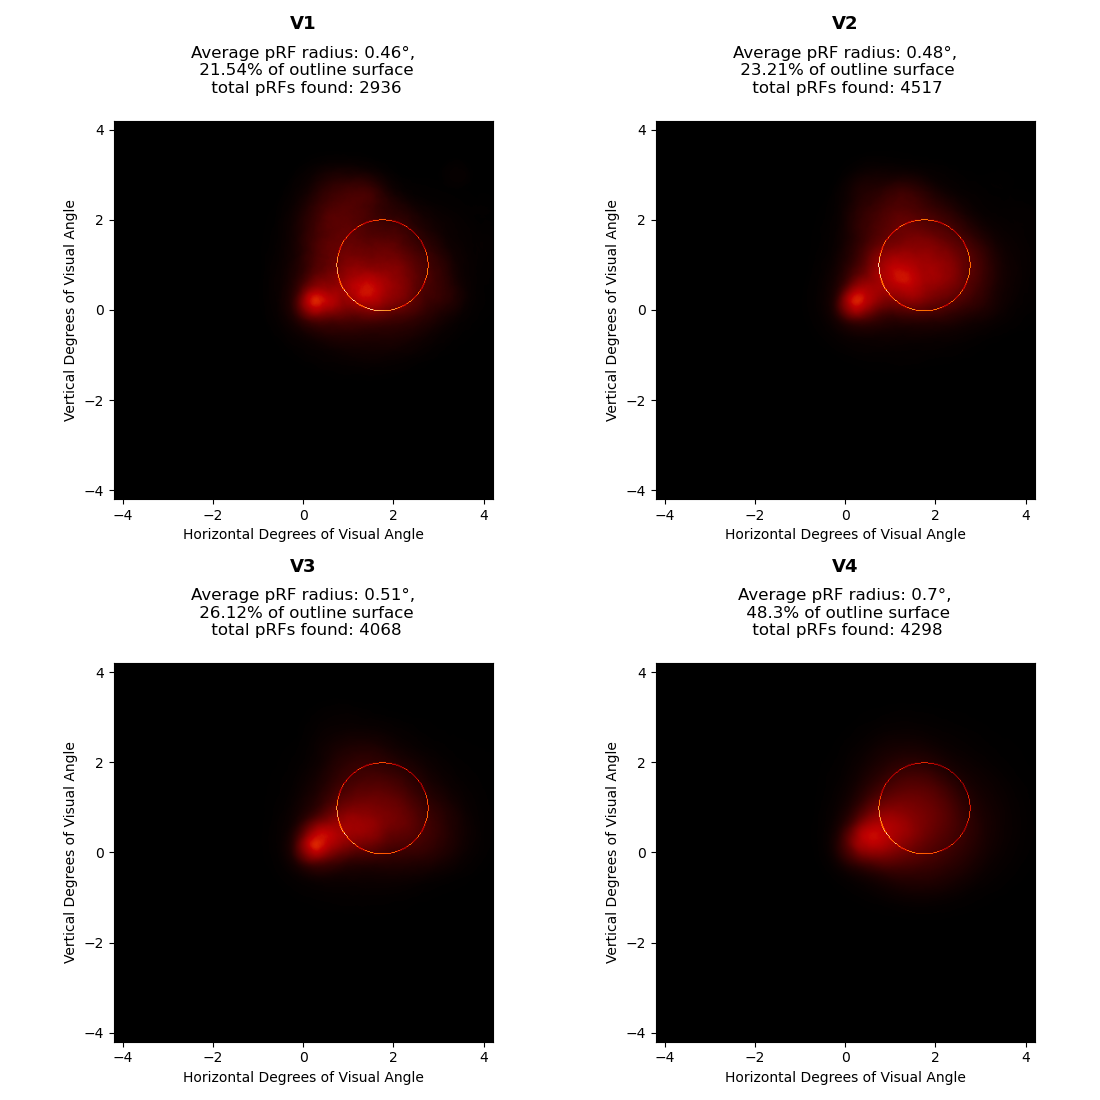 V1
Average pRF radius: 0.46°,
21.54% of outline surface
total pRFs found: 2936
4
2
0
−2
−4
Vertical Degrees of Visual Angle
−4 −2 0 2 4
Horizontal Degrees of Visual Angle
V2
Average pRF radius: 0.48°,
23.21% of outline surface
total pRFs found: 4517
4
2
0
−2
−4
Vertical Degrees of Visual Angle
−4 −2 0 2 4
Horizontal Degrees of Visual Angle
V3
Average pRF radius: 0.51°,
26.12% of outline surface
total pRFs found: 4068
4
2
0
−2
−4
Vertical Degrees of Visual Angle
−4 −2 0 2 4
Horizontal Degrees of Visual Angle
V4
Average pRF radius: 0.7°,
48.3% of outline surface
total pRFs found: 4298
4
2
0
−2
−4
Vertical Degrees of Visual Angle
−4 −2 0 2 4
Horizontal Degrees of Visual Angle